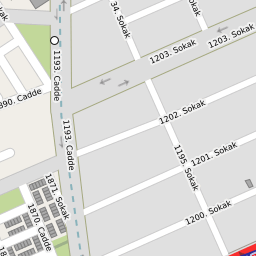 34. Sokak
Sokak
1203. Sokak
1203. Sokak
1193. Cadde
890. Cadde
1202. Sokak
1193. Cadde
1195. Sokak
1201. Sokak
1871. Sokak
1870. Cadde
1200. Sokak